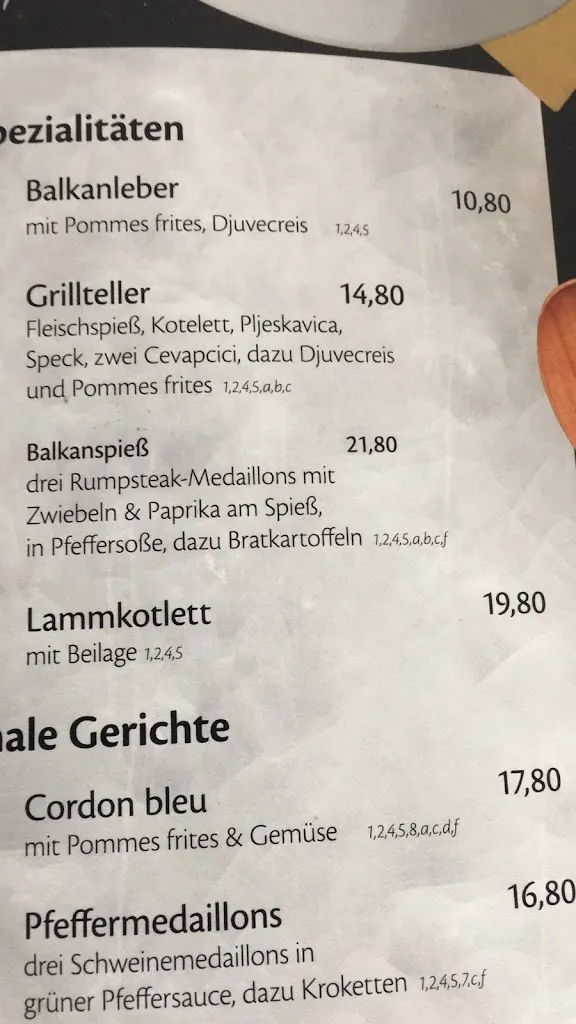 pezialitäten
Balkanleber 10,80
mit Pommes frites, Djuvecreis 1,2,4,5
Grillteller 14,80
Fleischspieß, Kotelett, Pljeskavica,
Speck, zwei Cevapcici, dazu Djuvecreis
und Pommes frites 1,2,4,5,a,b,c
Balkanspieß 21,80
drei Rumpsteak-Medaillons mit
Zwiebeln & Paprika am Spieß,
in Pfeffersoße, dazu Bratkartoffeln 1,2,4,5,a,b,c,f
Lammkotlett 19,80
mit Beilage 1,2,4,5
nale Gerichte
Cordon bleu 17,80
mit Pommes frites & Gemüse 1,2,4,5,8,a,c,d,f
Pfeffermedaillons 16,80
drei Schweinemedaillons in
grüner Pfeffersauce, dazu Kroketten 1,2,4,5,7,c,f